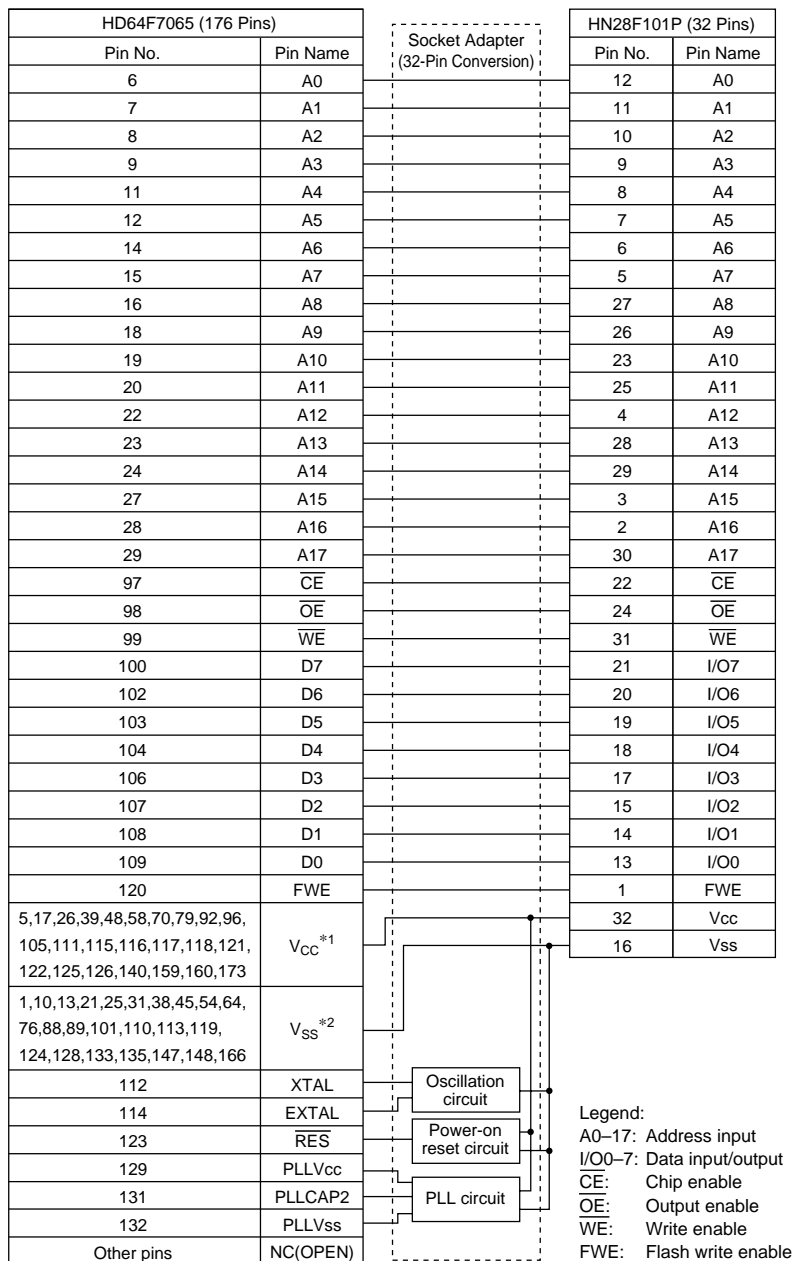 HD64F7065 (176 Pins)
Pin No. Pin Name
Socket Adapter
(32-Pin Conversion)
HN28F101P (32 Pins)
Pin No. Pin Name
6 A0 12 A0
7 A1 11 A1
8 A2 10 A2
9 A3 9 A3
11 A4 8 A4
12 A5 7 A5
14 A6 6 A6
15 A7 5 A7
16 A8 27 A8
18 A9 26 A9
19 A10 23 A10
20 A11 25 A11
22 A12 4 A12
23 A13 28 A13
24 A14 29 A14
27 A15 3 A15
28 A16 2 A16
29 A17 30 A17
97 C̅E̅ 22 C̅E̅
98 O̅E̅ 24 O̅E̅
99 W̅E̅ 31 W̅E̅
100 D7 21 I/O7
102 D6 20 I/O6
103 D5 19 I/O5
104 D4 18 I/O4
106 D3 17 I/O3
107 D2 15 I/O2
108 D1 14 I/O1
109 D0 13 I/O0
120 FWE 1 FWE
5,17,26,39,48,58,70,79,92,96, 32 Vcc
105,111,115,116,117,118,121, VCC*1 16 Vss
122,125,126,140,159,160,173
1,10,13,21,25,31,38,45,54,64,
76,88,89,101,110,113,119, VSS*2
124,128,133,135,147,148,166
112 XTAL
114 EXTAL
123 R̅E̅S̅
129 PLLVcc
131 PLLCAP2
132 PLLVss
Other pins NC(OPEN)
Oscillation
circuit
Power-on
reset circuit
PLL circuit
Legend:
A0–17: Address input
I/O0–7: Data input/output
C̅E̅: Chip enable
O̅E̅: Output enable
W̅E̅: Write enable
FWE: Flash write enable